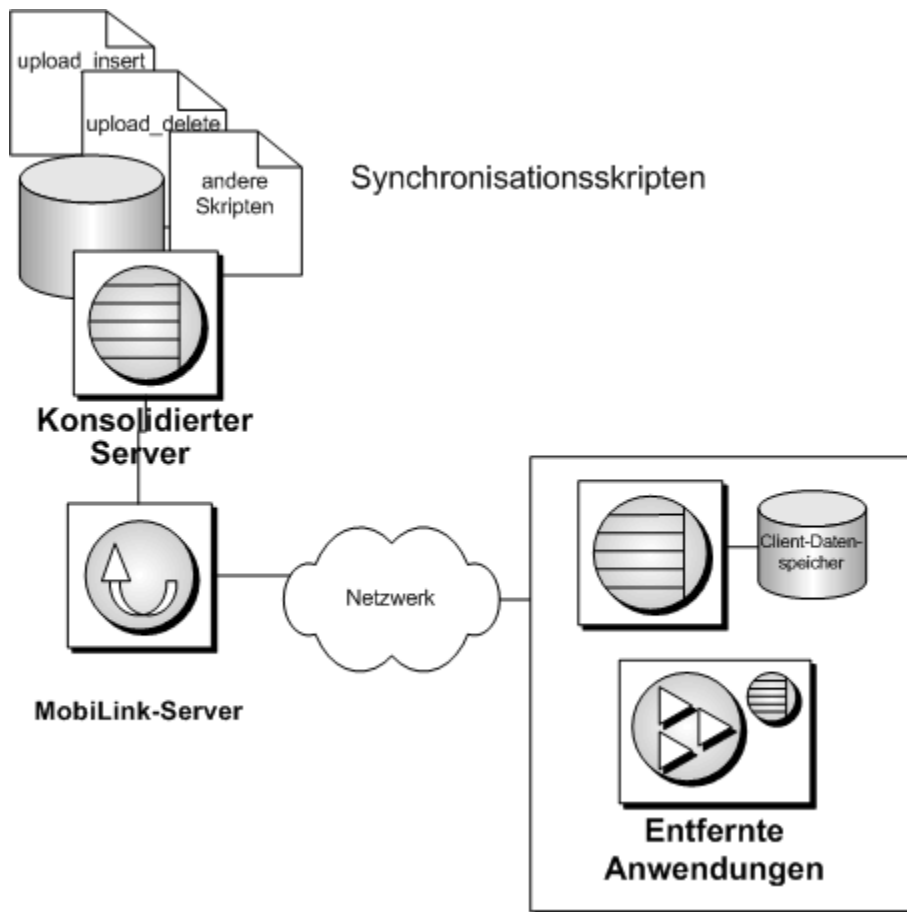 upload_insert
upload_delete
andere
Skripten
Synchronisationsskripten
Konsolidierter
Server
MobiLink-Server
Netzwerk
Client-Daten-
speicher
Entfernte
Anwendungen